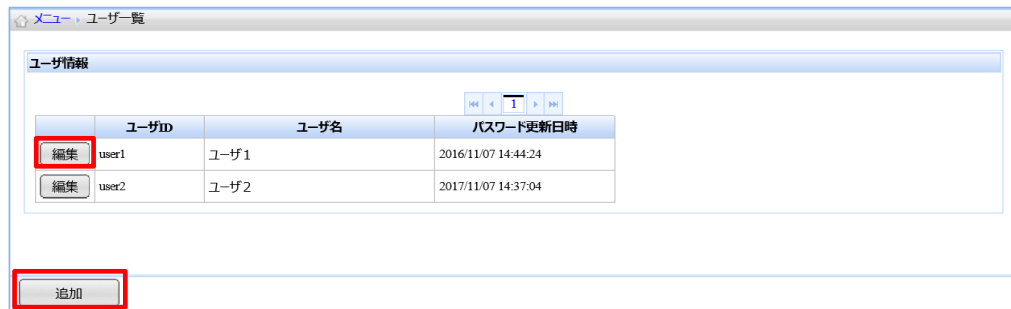 メニュー ユーザ一覧
ユーザ情報
1
ユーザID ユーザ名 パスワード更新日時
編集 user1 ユーザ1 2016/11/07 14:44:24
編集 user2 ユーザ2 2017/11/07 14:37:04
追加